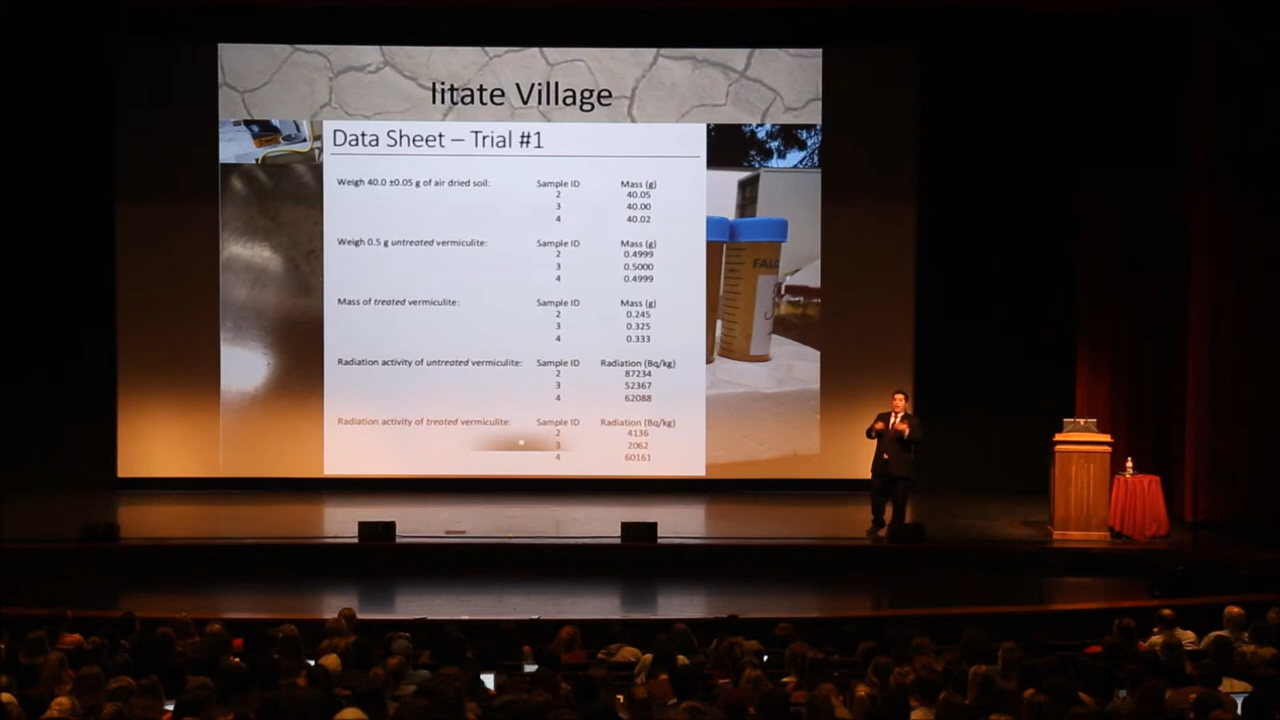 Iitate Village
Data Sheet – Trial #1
Weigh 40.0 ±0.05 g of air dried soil: Sample ID Mass (g)
2 40.05
3 40.00
4 40.02
Weigh 0.5 g untreated vermiculite: Sample ID Mass (g)
2 0.4999
3 0.5000
4 0.4999
Mass of treated vermiculite: Sample ID Mass (g)
2 0.245
3 0.325
4 0.333
Radiation activity of untreated vermiculite: Sample ID Radiation (Bq/kg)
2 87234
3 52367
4 62088
Radiation activity of treated vermiculite: Sample ID Radiation (Bq/kg)
2 4136
3 2062
4 60161
FALC